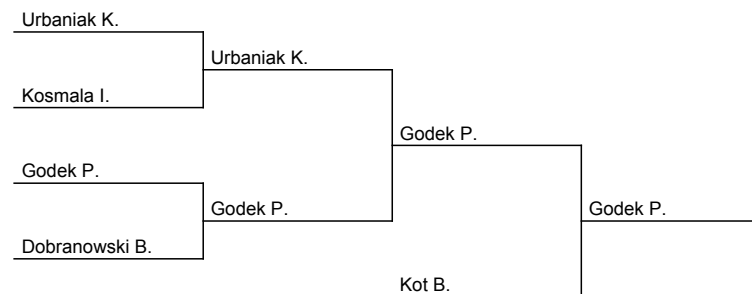 Urbaniak K.
Urbaniak K.
Kosmala I.
Godek P.
Godek P.
Godek P.
Godek P.
Dobranowski B.
Kot B.